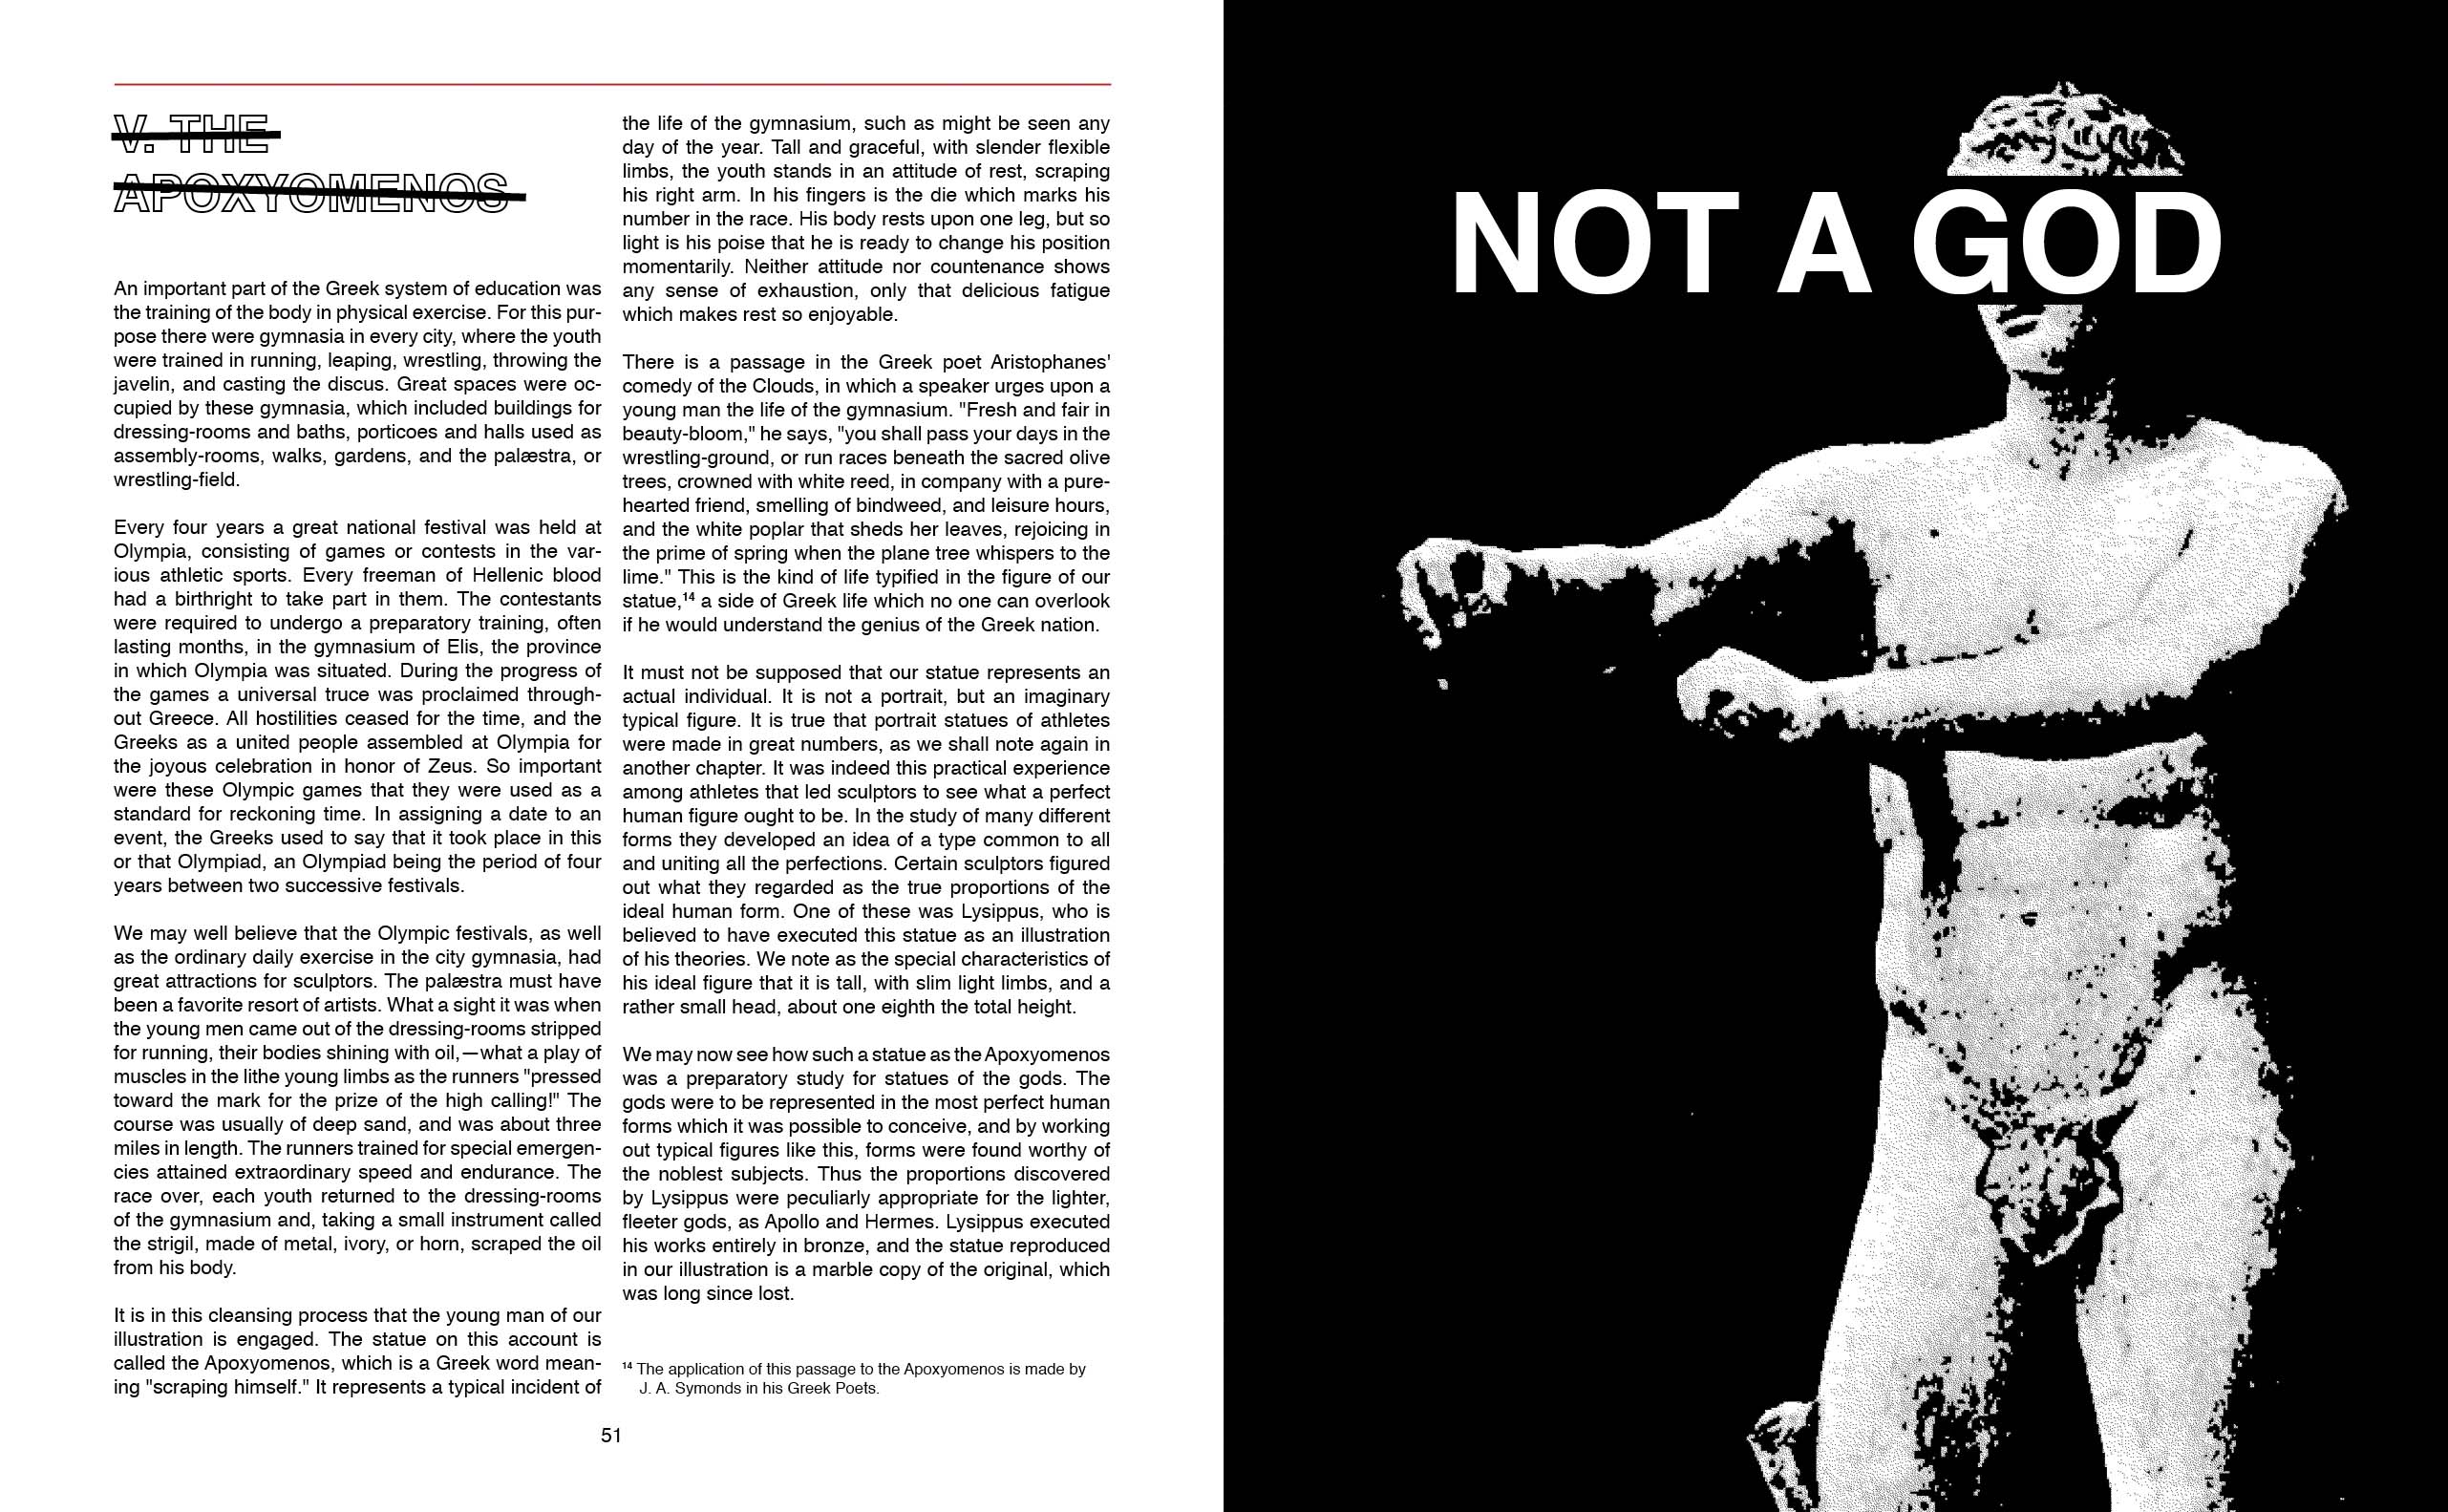 V. THE
APOXYOMENOS
An important part of the Greek system of education was
the training of the body in physical exercise. For this pur-
pose there were gymnasia in every city, where the youth
were trained in running, leaping, wrestling, throwing the
javelin, and casting the discus. Great spaces were oc-
cupied by these gymnasia, which included buildings for
dressing-rooms and baths, porticoes and halls used as
assembly-rooms, walks, gardens, and the palæstra, or
wrestling-field.
Every four years a great national festival was held at
Olympia, consisting of games or contests in the var-
ious athletic sports. Every freeman of Hellenic blood
had a birthright to take part in them. The contestants
were required to undergo a preparatory training, often
lasting months, in the gymnasium of Elis, the province
in which Olympia was situated. During the progress of
the games a universal truce was proclaimed through-
out Greece. All hostilities ceased for the time, and the
Greeks as a united people assembled at Olympia for
the joyous celebration in honor of Zeus. So important
were these Olympic games that they were used as a
standard for reckoning time. In assigning a date to an
event, the Greeks used to say that it took place in this
or that Olympiad, an Olympiad being the period of four
years between two successive festivals.
We may well believe that the Olympic festivals, as well
as the ordinary daily exercise in the city gymnasia, had
great attractions for sculptors. The palæstra must have
been a favorite resort of artists. What a sight it was when
the young men came out of the dressing-rooms stripped
for running, their bodies shining with oil,—what a play of
muscles in the lithe young limbs as the runners "pressed
toward the mark for the prize of the high calling!" The
course was usually of deep sand, and was about three
miles in length. The runners trained for special emergen-
cies attained extraordinary speed and endurance. The
race over, each youth returned to the dressing-rooms
of the gymnasium and, taking a small instrument called
the strigil, made of metal, ivory, or horn, scraped the oil
from his body.
It is in this cleansing process that the young man of our
illustration is engaged. The statue on this account is
called the Apoxyomenos, which is a Greek word mean-
ing "scraping himself." It represents a typical incident of
the life of the gymnasium, such as might be seen any
day of the year. Tall and graceful, with slender flexible
limbs, the youth stands in an attitude of rest, scraping
his right arm. In his fingers is the die which marks his
number in the race. His body rests upon one leg, but so
light is his poise that he is ready to change his position
momentarily. Neither attitude nor countenance shows
any sense of exhaustion, only that delicious fatigue
which makes rest so enjoyable.
There is a passage in the Greek poet Aristophanes'
comedy of the Clouds, in which a speaker urges upon a
young man the life of the gymnasium. "Fresh and fair in
beauty-bloom," he says, "you shall pass your days in the
wrestling-ground, or run races beneath the sacred olive
trees, crowned with white reed, in company with a pure-
hearted friend, smelling of bindweed, and leisure hours,
and the white poplar that sheds her leaves, rejoicing in
the prime of spring when the plane tree whispers to the
lime." This is the kind of life typified in the figure of our
statue,¹⁴ a side of Greek life which no one can overlook
if he would understand the genius of the Greek nation.
It must not be supposed that our statue represents an
actual individual. It is not a portrait, but an imaginary
typical figure. It is true that portrait statues of athletes
were made in great numbers, as we shall note again in
another chapter. It was indeed this practical experience
among athletes that led sculptors to see what a perfect
human figure ought to be. In the study of many different
forms they developed an idea of a type common to all
and uniting all the perfections. Certain sculptors figured
out what they regarded as the true proportions of the
ideal human form. One of these was Lysippus, who is
believed to have executed this statue as an illustration
of his theories. We note as the special characteristics of
his ideal figure that it is tall, with slim light limbs, and a
rather small head, about one eighth the total height.
We may now see how such a statue as the Apoxyomenos
was a preparatory study for statues of the gods. The
gods were to be represented in the most perfect human
forms which it was possible to conceive, and by working
out typical figures like this, forms were found worthy of
the noblest subjects. Thus the proportions discovered
by Lysippus were peculiarly appropriate for the lighter,
fleeter gods, as Apollo and Hermes. Lysippus executed
his works entirely in bronze, and the statue reproduced
in our illustration is a marble copy of the original, which
was long since lost.
¹⁴ The application of this passage to the Apoxyomenos is made by
J. A. Symonds in his Greek Poets.
51
NOT A GOD